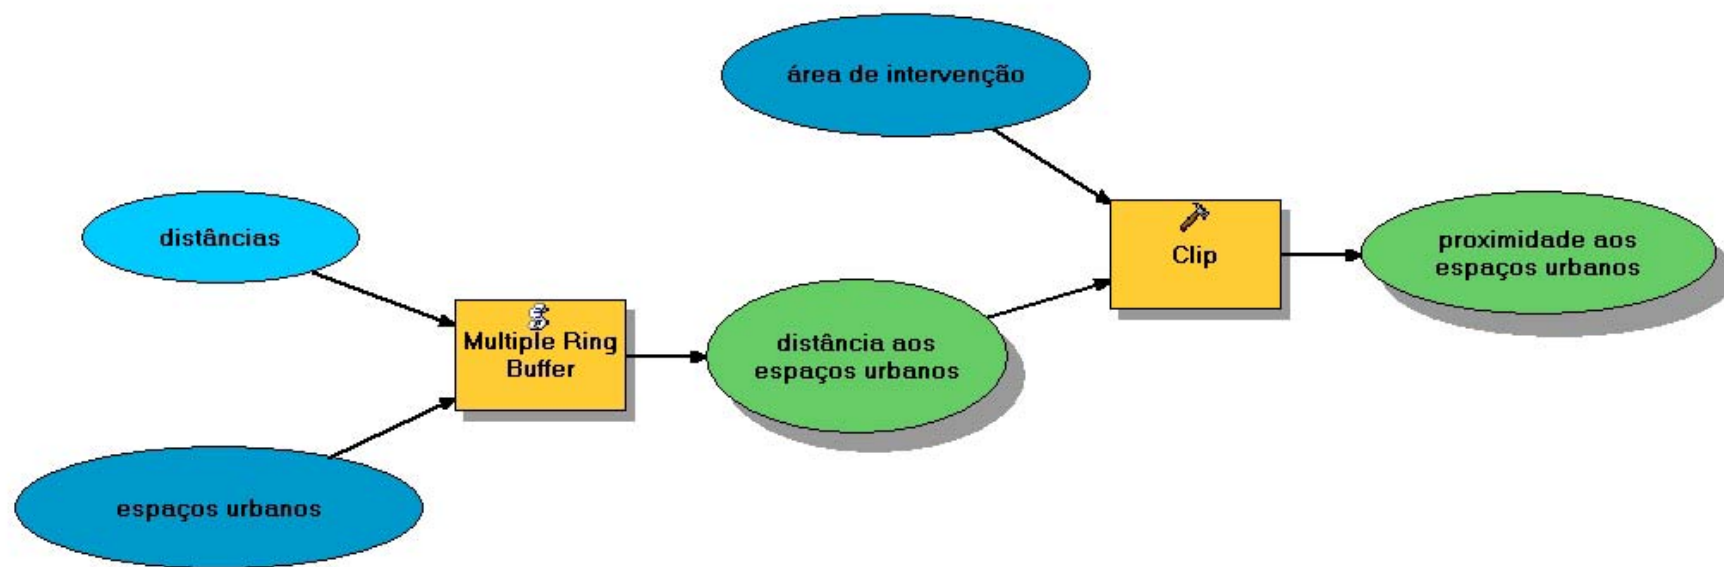 área de intervenção
distâncias
Clip
proximidade aos
espaços urbanos
Multiple Ring
Buffer
distância aos
espaços urbanos
espaços urbanos